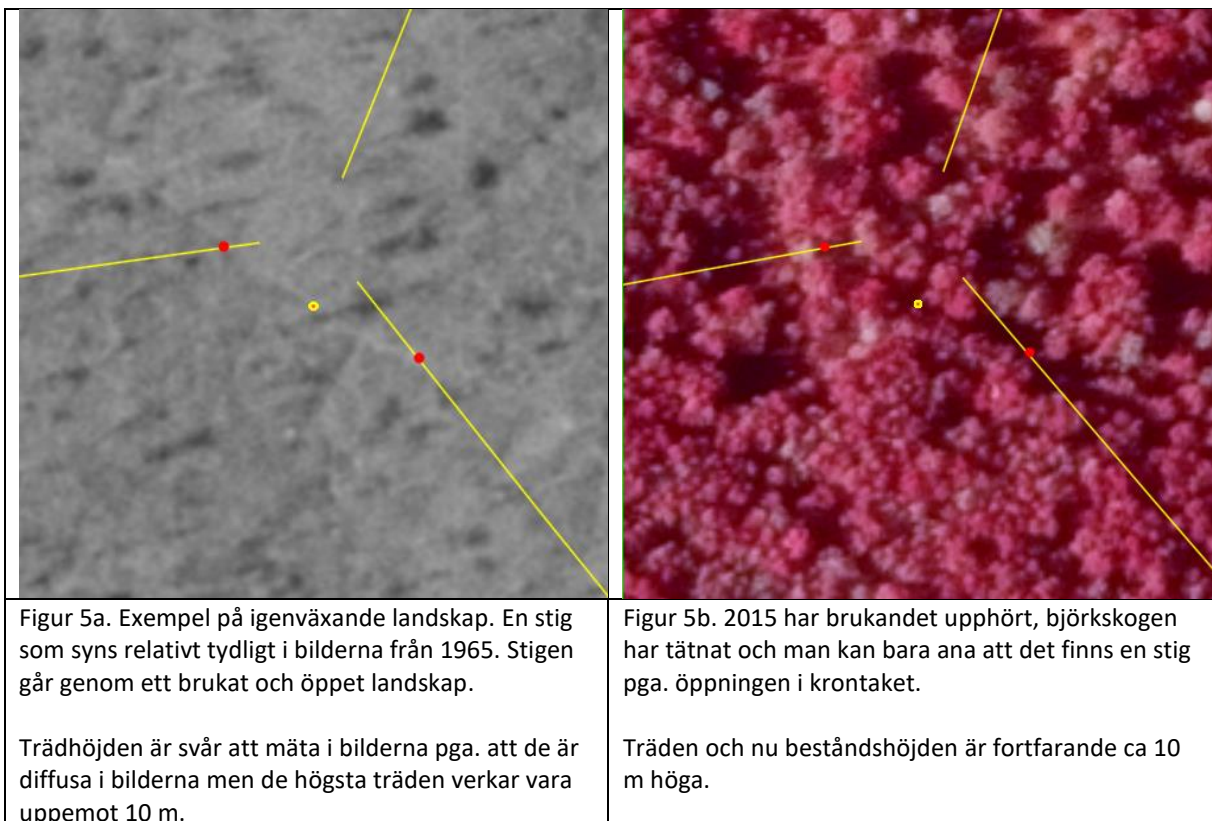 Figur 5a. Exempel på igenväxande landskap. En stig
som syns relativt tydligt i bilderna från 1965. Stigen
går genom ett brukat och öppet landskap.
Trädhöjden är svår att mäta i bilderna pga. att de är
diffusa i bilderna men de högsta träden verkar vara
uppemot 10 m.
Figur 5b. 2015 har brukandet upphört, björkskogen
har tätnat och man kan bara ana att det finns en stig
pga. öppningen i krontaket.
Träden och nu beståndshöjden är fortfarande ca 10
m höga.